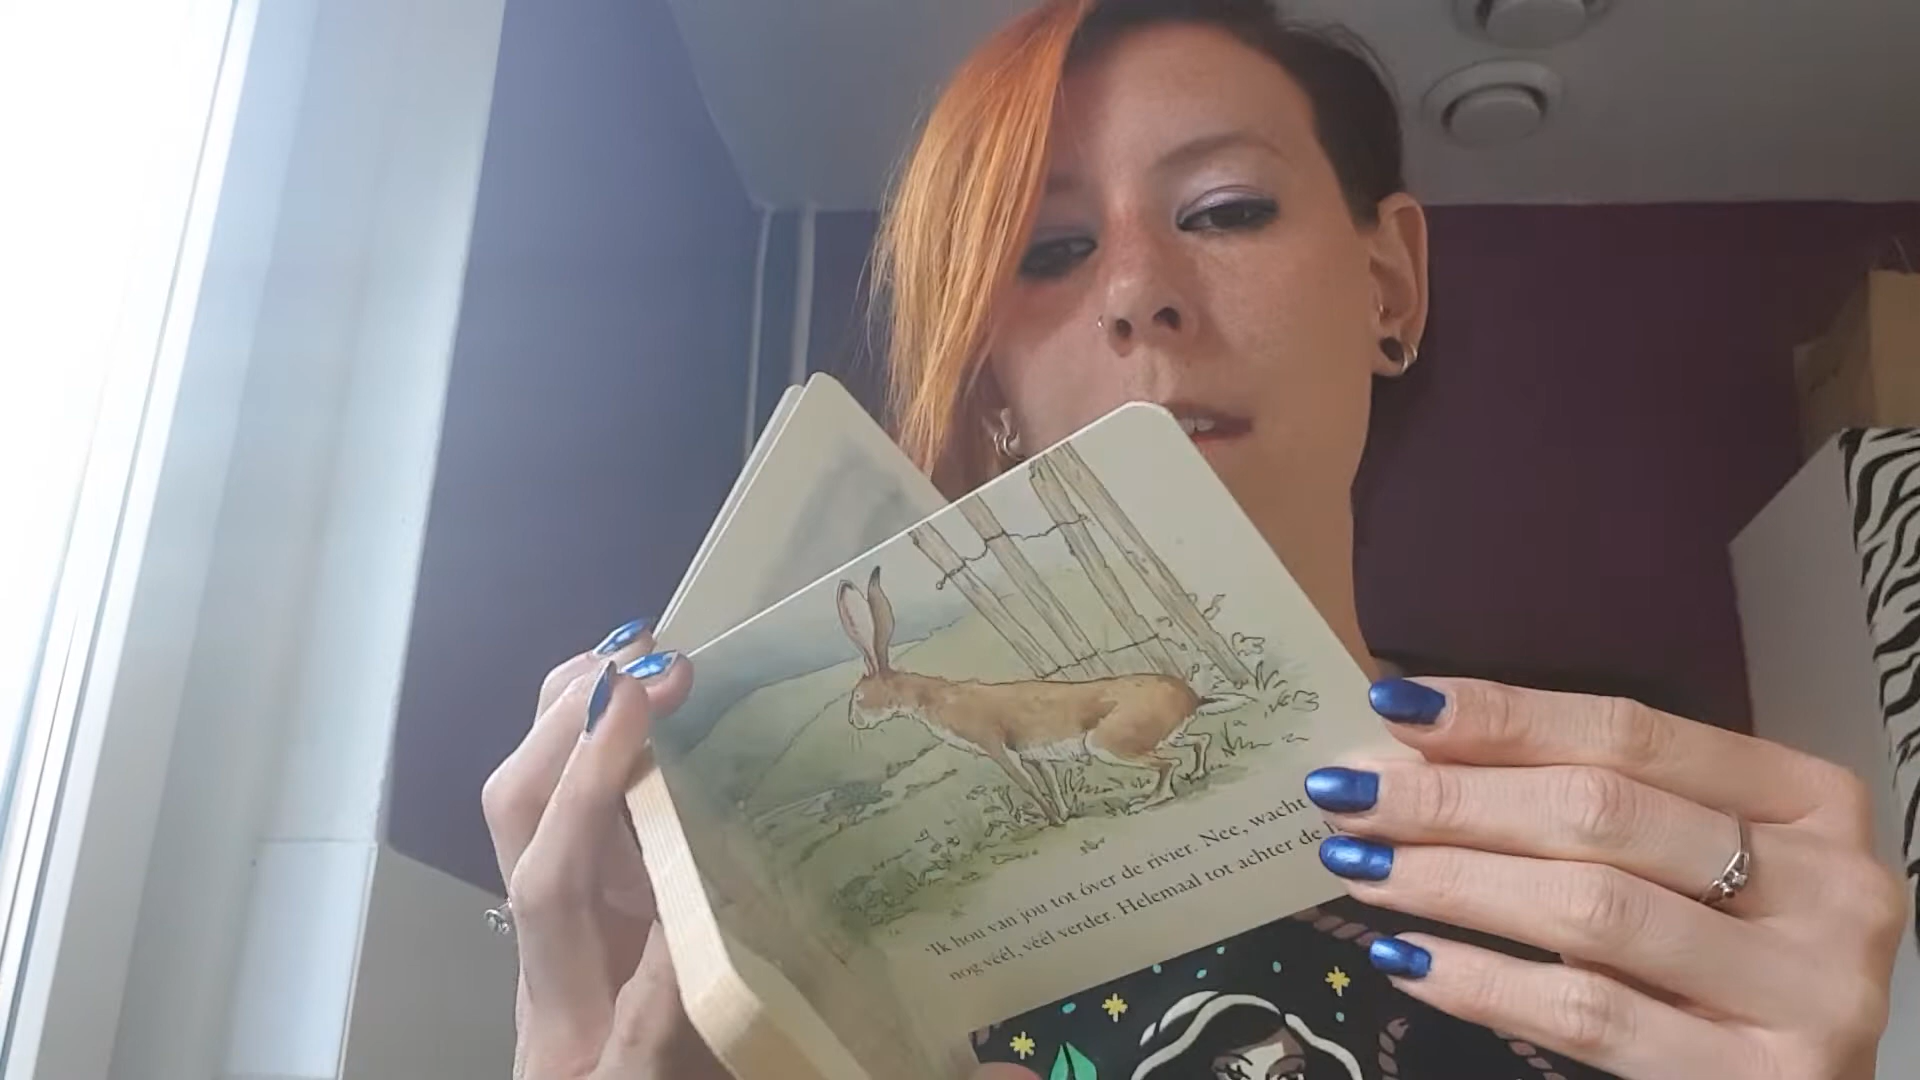 'Ik hou van jou tot óver de rivier. Nee, wacht
nog véél, véél verder. Helemaal tot achter de